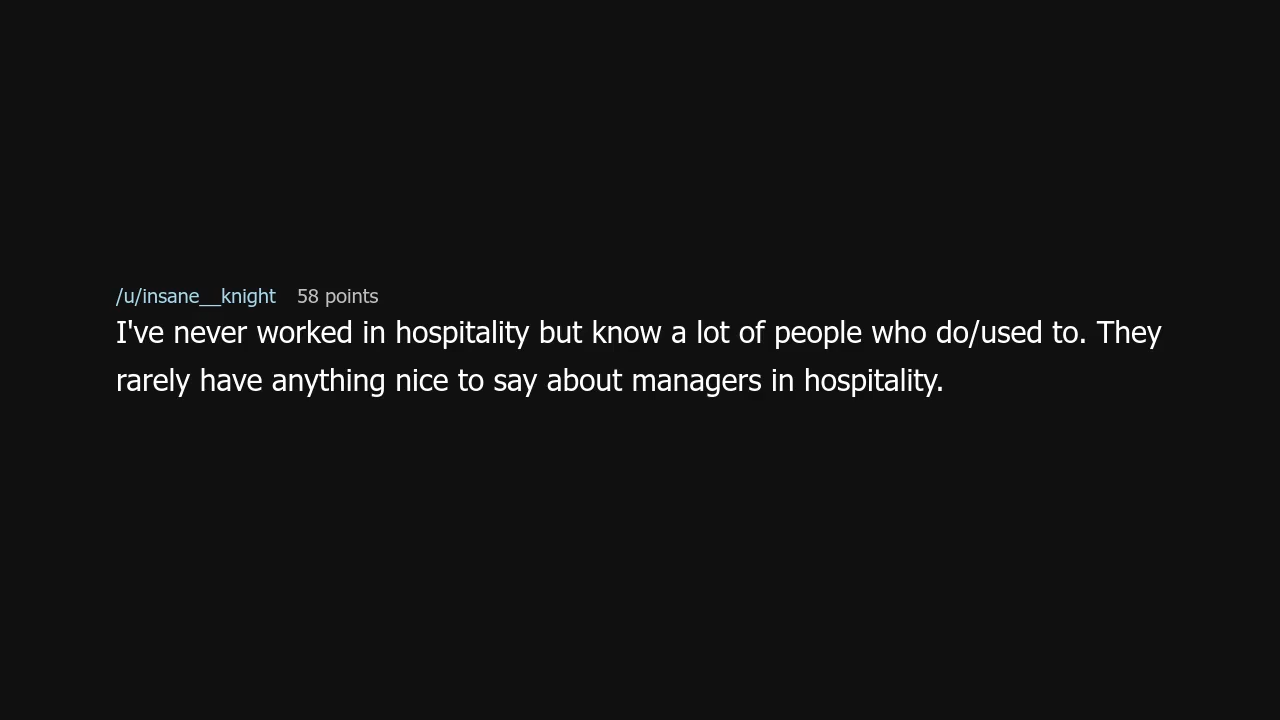 /u/insane__knight 58 points
I've never worked in hospitality but know a lot of people who do/used to. They
rarely have anything nice to say about managers in hospitality.